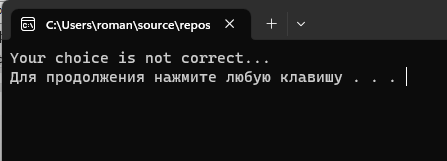 C:\Users\roman\source\repos
Your choice is not correct...
Для продолжения нажмите любую клавишу . . .